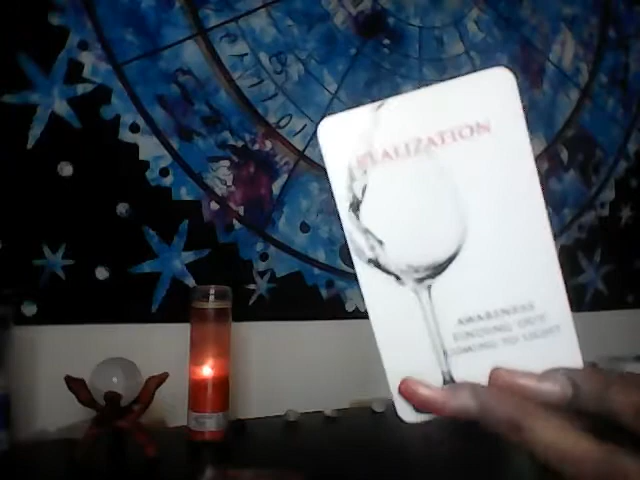 REALIZATION
AWARENESS
FINDING OUT
COMING TO LIGHT